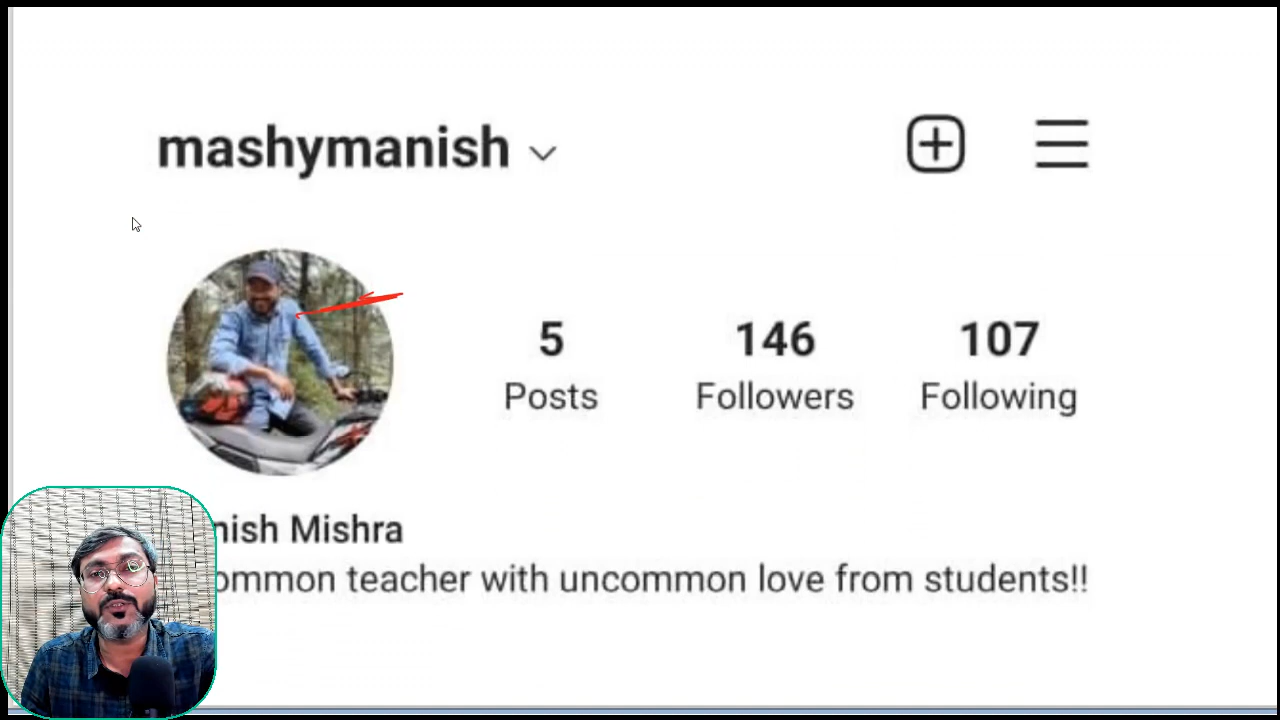 mashymanish
5 146 107
Posts Followers Following
nish Mishra
ommon teacher with uncommon love from students!!